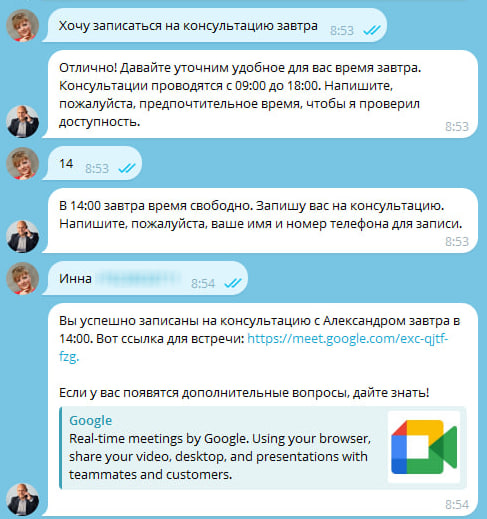 Хочу записаться на консультацию завтра 8:53
Отлично! Давайте уточним удобное для вас время завтра.
Консультации проводятся с 09:00 до 18:00. Напишите,
пожалуйста, предпочтительное время, чтобы я проверил
доступность.
8:53
14 8:53
В 14:00 завтра время свободно. Запишу вас на консультацию.
Напишите, пожалуйста, ваше имя и номер телефона для записи.
8:53
Инна 8:54
Вы успешно записаны на консультацию с Александром завтра в
14:00. Вот ссылка для встречи: https://meet.google.com/exc-qjtf-
fzg.
Если у вас появятся дополнительные вопросы, дайте знать!
Google
Real-time meetings by Google. Using your browser,
share your video, desktop, and presentations with
teammates and customers.
8:54